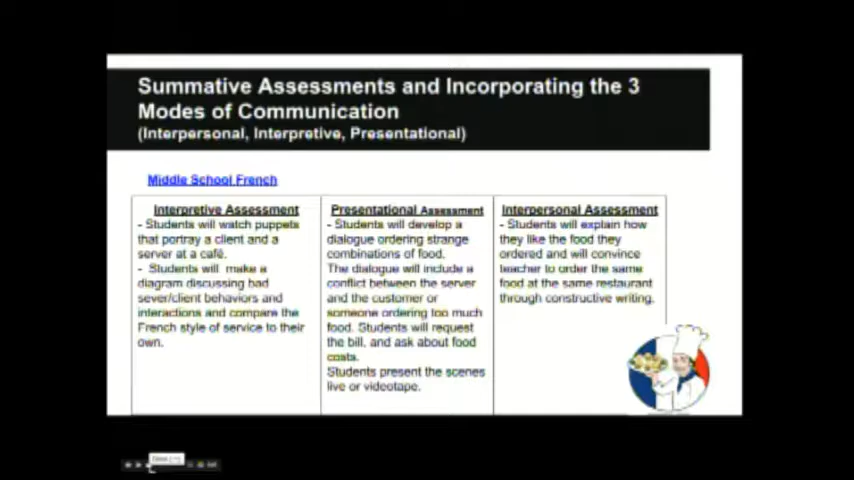 Summative Assessments and Incorporating the 3
Modes of Communication
(Interpersonal, Interpretive, Presentational)
Middle School French
Interpretive Assessment
- Students will watch puppets
that portray a client and a
server at a café.
- Students will make a
diagram discussing bad
sever/client behaviors and
interactions and compare the
French style of service to their
own.
Presentational Assessment
- Students will develop a
dialogue ordering strange
combinations of food.
The dialogue will include a
conflict between the server
and the customer or
someone ordering too much
food. Students will request
the bill, and ask about food
costs.
Students present the scenes
live or videotape.
Interpersonal Assessment
- Students will explain how
they like the food they
ordered and will convince
teacher to order the same
food at the same restaurant
through constructive writing.